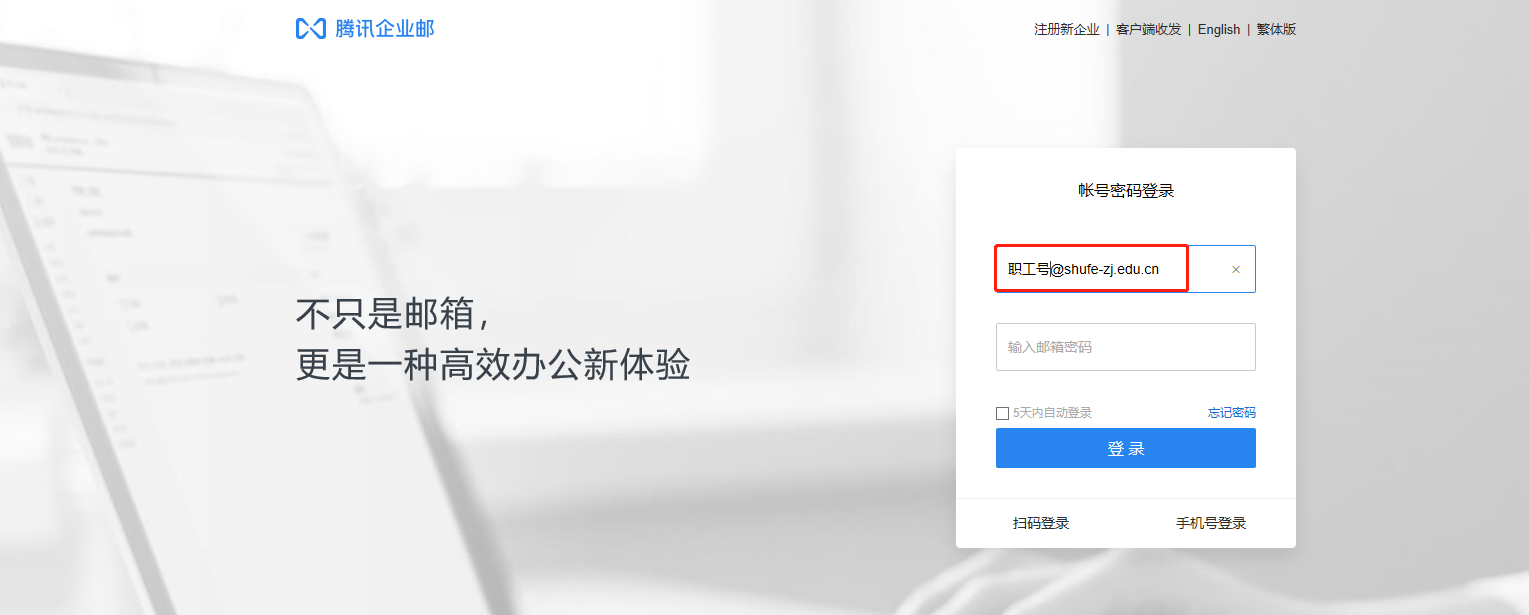 腾讯企业邮
注册新企业 | 客户端收发 | English | 繁体版
帐号密码登录
职工号@shufe-zj.edu.cn ×
不只是邮箱，
更是一种高效办公新体验
输入邮箱密码
5天内自动登录 忘记密码
登 录
扫码登录 手机号登录